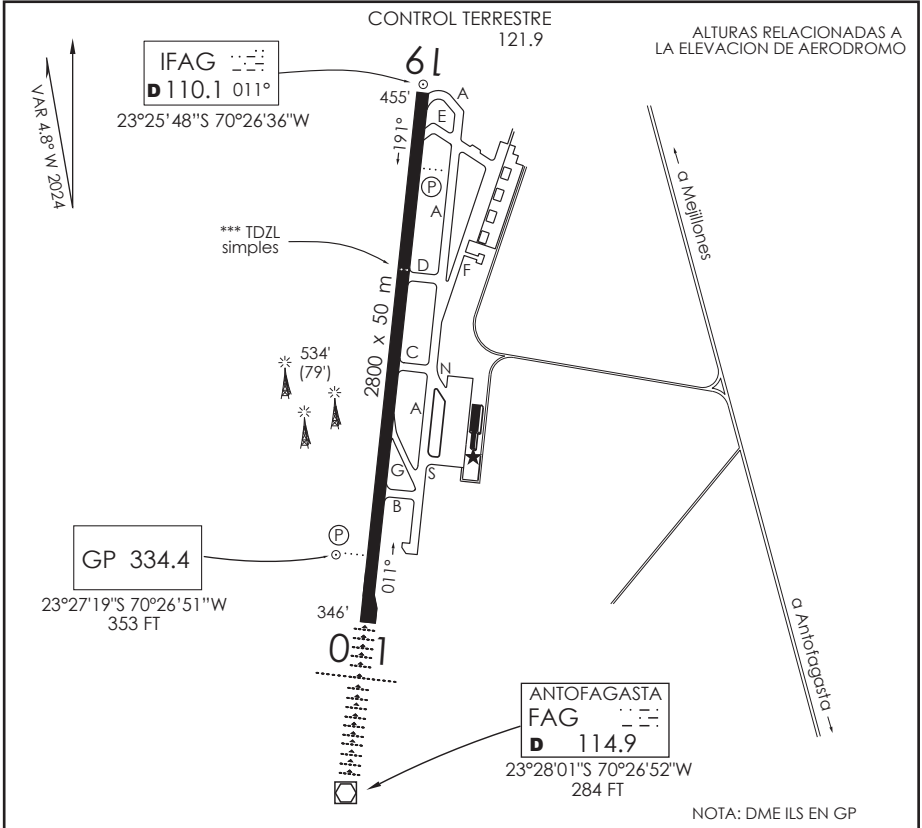 CONTROL TERRESTRE
121.9
ALTURAS RELACIONADAS A
LA ELEVACION DE AERODROMO
VAR 4.8° W 2024
IFAG
D 110.1 011°
23°25'48"S 70°26'36"W
19
455'
A
E
←191°
P
A
*** TDZL
simples
D
F
← a Mejillones
2800 x 50 m
534'
(79')
C
N
A
G
S
B
P
GP 334.4
011° →
23°27'19"S 70°26'51"W
353 FT
346'
01
a Antofagasta →
ANTOFAGASTA
FAG
D 114.9
23°28'01"S 70°26'52"W
284 FT
NOTA: DME ILS EN GP